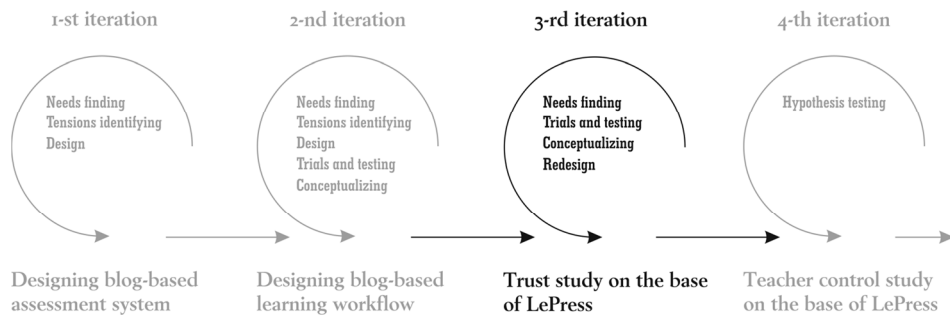 1-st iteration
2-nd iteration
3-rd iteration
4-th iteration
Needs finding
Tensions identifying
Design
Needs finding
Tensions identifying
Design
Trials and testing
Conceptualizing
Needs finding
Trials and testing
Conceptualizing
Redesign
Hypothesis testing
Designing blog-based
assessment system
Designing blog-based
learning workflow
Trust study on the base
of LePress
Teacher control study
on the base of LePress